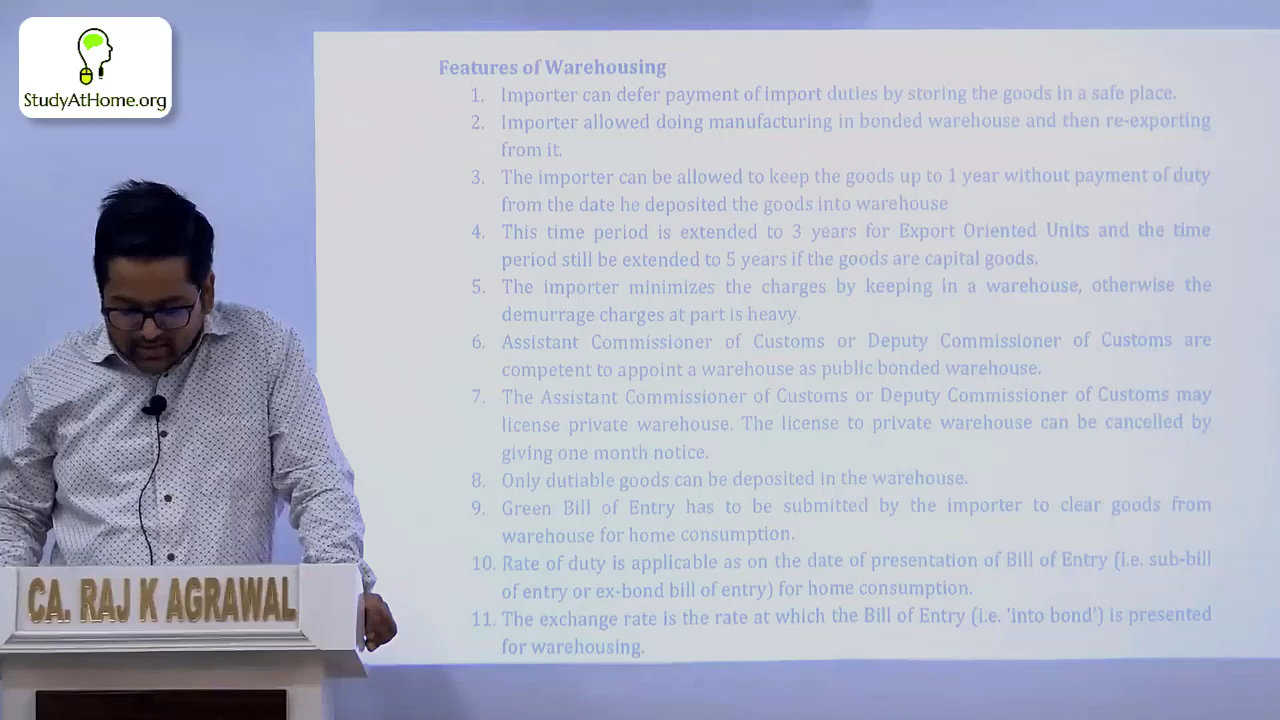 StudyAtHome.org
Features of Warehousing
1. Importer can defer payment of import duties by storing the goods in a safe place.
2. Importer allowed doing manufacturing in bonded warehouse and then re-exporting
from it.
3. The importer can be allowed to keep the goods up to 1 year without payment of duty
from the date he deposited the goods into warehouse
4. This time period is extended to 3 years for Export Oriented Units and the time
period still be extended to 5 years if the goods are capital goods.
5. The importer minimizes the charges by keeping in a warehouse, otherwise the
demurrage charges at part is heavy.
6. Assistant Commissioner of Customs or Deputy Commissioner of Customs are
competent to appoint a warehouse as public bonded warehouse.
7. The Assistant Commissioner of Customs or Deputy Commissioner of Customs may
license private warehouse. The license to private warehouse can be cancelled by
giving one month notice.
8. Only dutiable goods can be deposited in the warehouse.
9. Green Bill of Entry has to be submitted by the importer to clear goods from
warehouse for home consumption.
10. Rate of duty is applicable as on the date of presentation of Bill of Entry (i.e. sub-bill
of entry or ex-bond bill of entry) for home consumption.
11. The exchange rate is the rate at which the Bill of Entry (i.e. 'into bond') is presented
for warehousing.
CA. RAJ K AGRAWAL